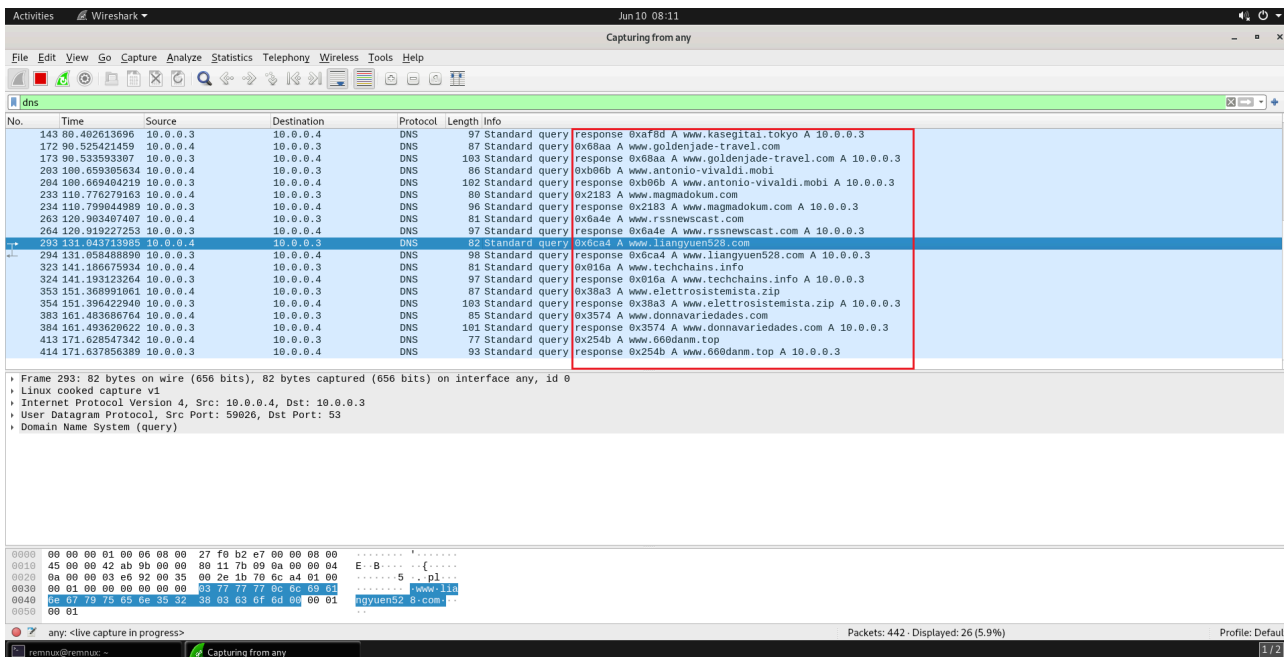 Activities Wireshark Jun 10 08:11
Capturing from any
File Edit View Go Capture Analyze Statistics Telephony Wireless Tools Help
dns
No. Time Source Destination Protocol Length Info
143 80.402613696 10.0.0.3 10.0.0.4 DNS 97 Standard query response 0xaf8d A www.kasegitai.tokyo A 10.0.0.3
172 90.525421459 10.0.0.4 10.0.0.3 DNS 87 Standard query 0x68aa A www.goldenjade-travel.com
173 90.533593307 10.0.0.3 10.0.0.4 DNS 103 Standard query response 0x68aa A www.goldenjade-travel.com A 10.0.0.3
203 100.659305634 10.0.0.4 10.0.0.3 DNS 86 Standard query 0xb06b A www.antonio-vivaldi.mobi
204 100.669404219 10.0.0.3 10.0.0.4 DNS 102 Standard query response 0xb06b A www.antonio-vivaldi.mobi A 10.0.0.3
233 110.776279163 10.0.0.4 10.0.0.3 DNS 80 Standard query 0x2183 A www.magmadokum.com
234 110.799044989 10.0.0.3 10.0.0.4 DNS 96 Standard query response 0x2183 A www.magmadokum.com A 10.0.0.3
263 120.903407407 10.0.0.4 10.0.0.3 DNS 81 Standard query 0x6a4e A www.rssnewscast.com
264 120.919227253 10.0.0.3 10.0.0.4 DNS 97 Standard query response 0x6a4e A www.rssnewscast.com A 10.0.0.3
293 131.043713985 10.0.0.4 10.0.0.3 DNS 82 Standard query 0x6ca4 A www.liangyuen528.com
294 131.058488890 10.0.0.3 10.0.0.4 DNS 98 Standard query response 0x6ca4 A www.liangyuen528.com A 10.0.0.3
323 141.186675934 10.0.0.4 10.0.0.3 DNS 81 Standard query 0x016a A www.techchains.info
324 141.193123264 10.0.0.3 10.0.0.4 DNS 97 Standard query response 0x016a A www.techchains.info A 10.0.0.3
353 151.368991061 10.0.0.4 10.0.0.3 DNS 87 Standard query 0x38a3 A www.elettrosistemista.zip
354 151.396422940 10.0.0.3 10.0.0.4 DNS 103 Standard query response 0x38a3 A www.elettrosistemista.zip A 10.0.0.3
383 161.483686764 10.0.0.4 10.0.0.3 DNS 85 Standard query 0x3574 A www.donnavariedades.com
384 161.493620622 10.0.0.3 10.0.0.4 DNS 101 Standard query response 0x3574 A www.donnavariedades.com A 10.0.0.3
413 171.628547342 10.0.0.4 10.0.0.3 DNS 77 Standard query 0x254b A www.660danm.top
414 171.637856389 10.0.0.3 10.0.0.4 DNS 93 Standard query response 0x254b A www.660danm.top A 10.0.0.3
Frame 293: 82 bytes on wire (656 bits), 82 bytes captured (656 bits) on interface any, id 0
Linux cooked capture v1
Internet Protocol Version 4, Src: 10.0.0.4, Dst: 10.0.0.3
User Datagram Protocol, Src Port: 59026, Dst Port: 53
Domain Name System (query)
0000 00 00 00 01 00 06 08 00 27 f0 b2 e7 00 00 08 00 ········ '·······
0010 45 00 00 42 ab 9b 00 00 80 11 7b 09 0a 00 00 04 E··B···· ··{·····
0020 0a 00 00 03 e6 92 00 35 00 2e 1b 70 6c a4 01 00 ·······5 ·.·pl···
0030 00 01 00 00 00 00 00 00 03 77 77 77 0c 6c 69 61 ········ ·www·lia
0040 6e 67 79 75 65 6e 35 32 38 03 63 6f 6d 00 00 01 ngyuen52 8·com···
0050 00 01 ··
any: <live capture in progress> Packets: 442 · Displayed: 26 (5.9%) Profile: Defaul
remnux@remnux: ~ Capturing from any 1 / 2